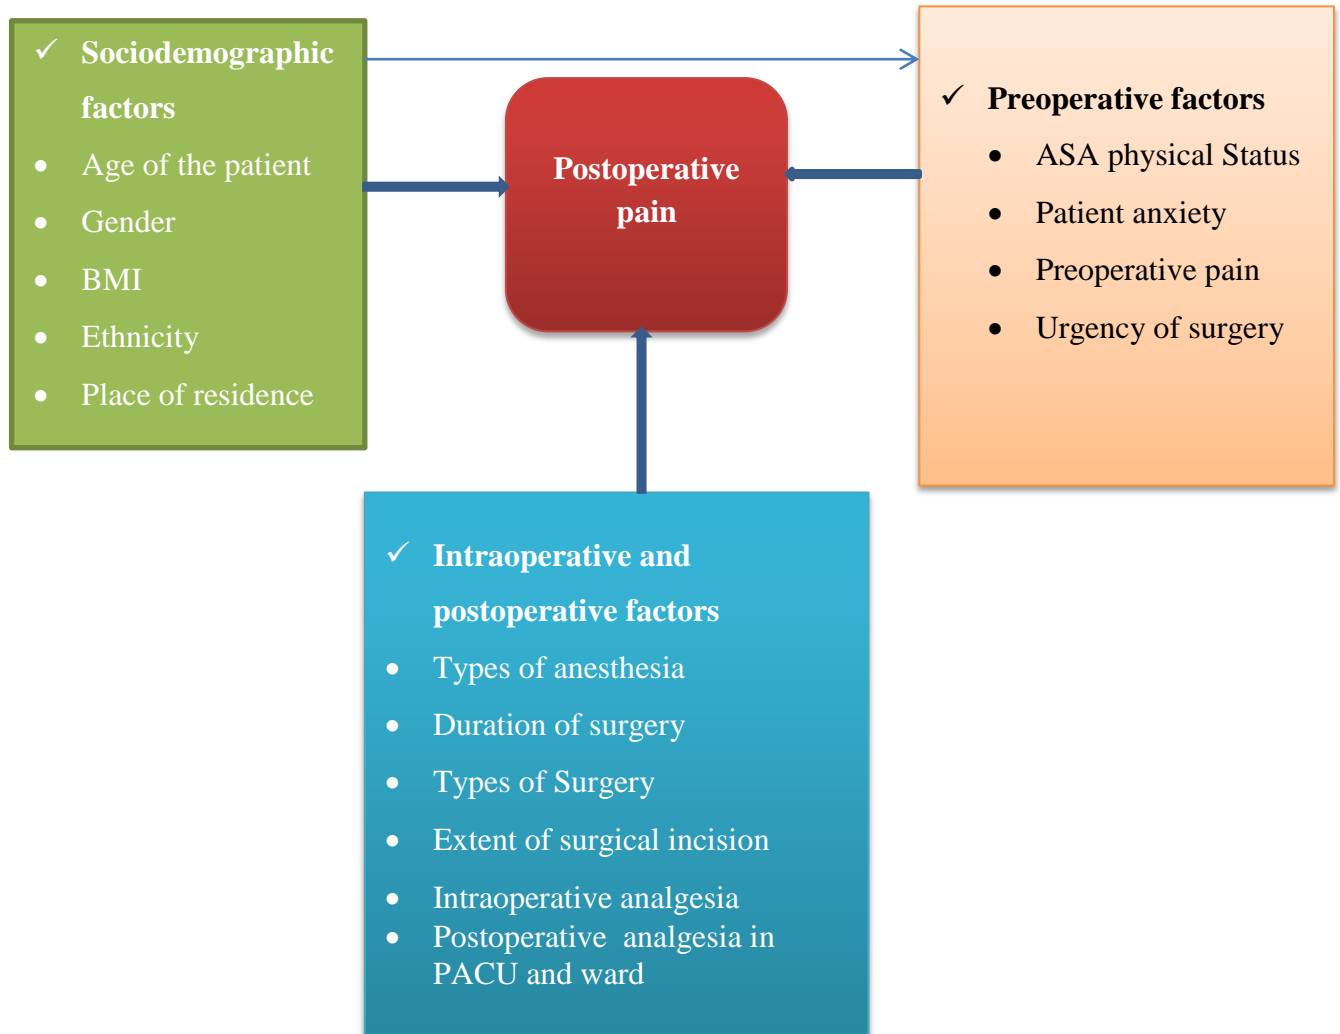 ✓ Sociodemographic
factors
• Age of the patient
• Gender
• BMI
• Ethnicity
• Place of residence
Postoperative
pain
✓ Preoperative factors
• ASA physical Status
• Patient anxiety
• Preoperative pain
• Urgency of surgery
✓ Intraoperative and
postoperative factors
• Types of anesthesia
• Duration of surgery
• Types of Surgery
• Extent of surgical incision
• Intraoperative analgesia
• Postoperative  analgesia in
PACU and ward